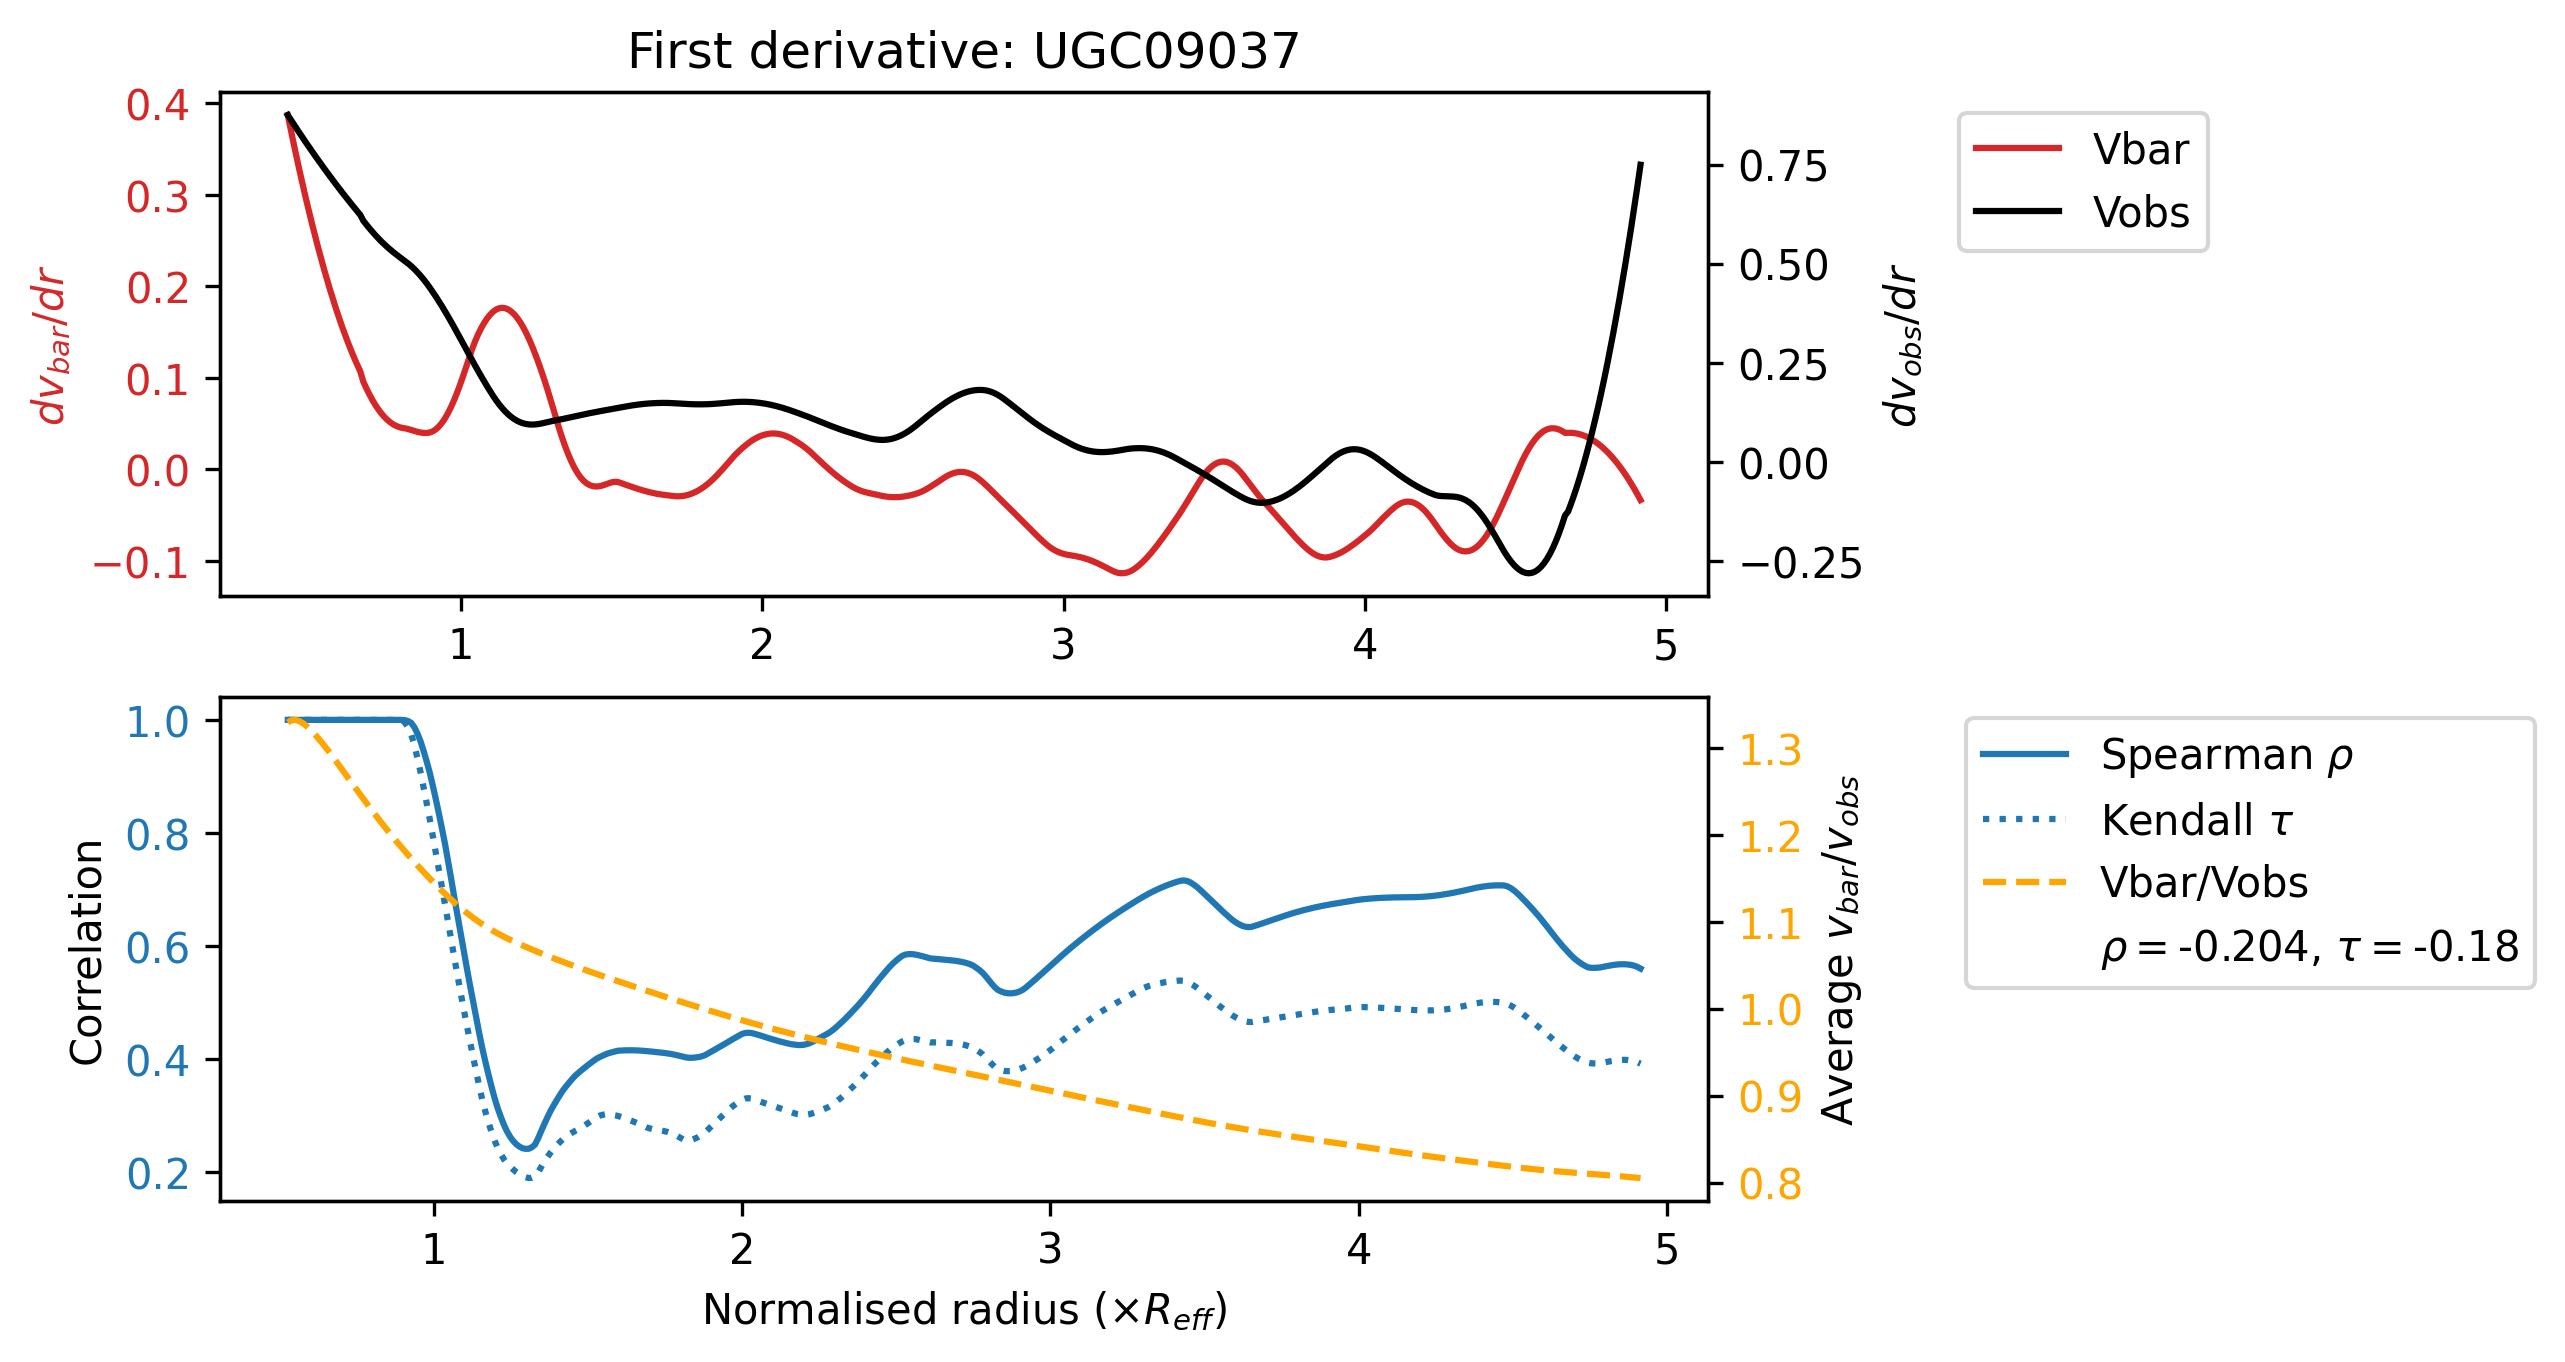 First derivative: UGC09037
0.4
0.3
0.2
0.1
0.0
−0.1
dv_bar/dr
0.75
0.50
0.25
0.00
−0.25
dv_obs/dr
1 2 3 4 5
Vbar
Vobs
1.0
0.8
0.6
0.4
0.2
Correlation
1.3
1.2
1.1
1.0
0.9
0.8
Average v_bar/v_obs
1 2 3 4 5
Normalised radius (×R_eff)
Spearman ρ
Kendall τ
Vbar/Vobs
ρ = -0.204, τ = -0.18